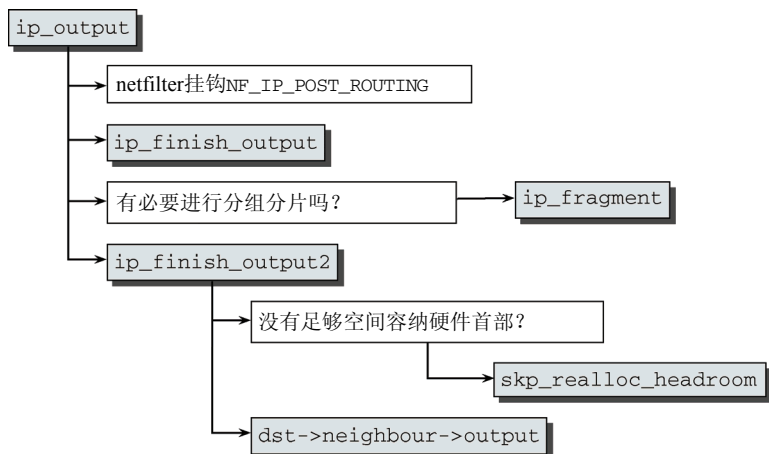 ip_output
netfilter挂钩NF_IP_POST_ROUTING
ip_finish_output
有必要进行分组分片吗?
ip_fragment
ip_finish_output2
没有足够空间容纳硬件首部?
skp_realloc_headroom
dst->neighbour->output